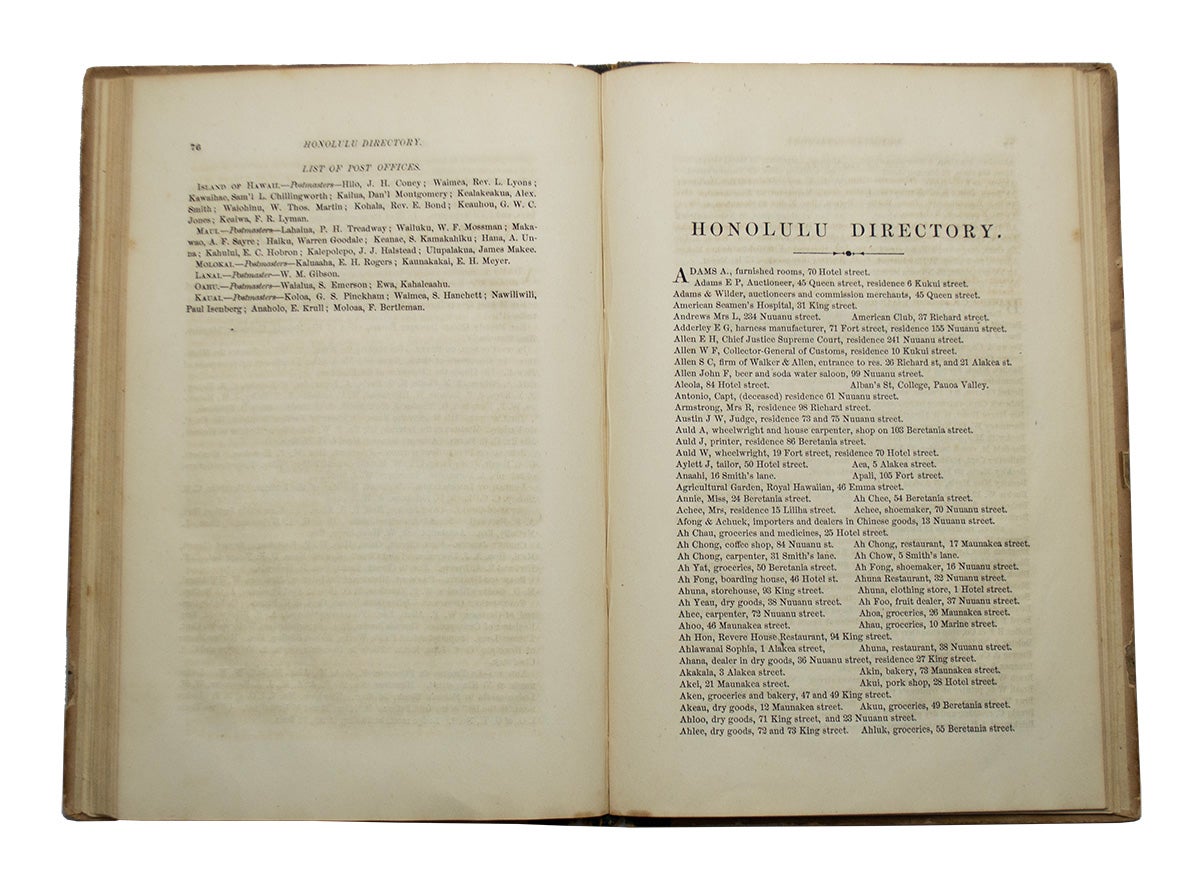 76 HONOLULU DIRECTORY.
LIST OF POST OFFICES.
ISLAND OF HAWAII.—Postmasters—Hilo, J. H. Coney; Waimea, Rev. L. Lyons;
Kawaihae, Sam'l L. Chillingworth; Kailua, Dan'l Montgomery; Kealakeakua, Alex.
Smith; Waiohinu, W. Thos. Martin; Kohala, Rev. E. Bond; Keauhou, G. W. C.
Jones; Keaiwa, F. R. Lyman.
MAUI.—Postmasters—Lahaina, P. H. Treadway; Wailuku, W. F. Mossman; Maka-
wao, A. F. Sayre; Haiku, Warren Goodale; Keanae, S. Kamakahiku; Hana, A. Un-
na; Kahului, E. C. Hobron; Kalepolepo, J. J. Halstead; Ulupalakua, James Makee.
MOLOKAI.—Postmasters—Kaluaaha, E. H. Rogers; Kaunakakai, E. H. Meyer.
LANAI.—Postmaster—W. M. Gibson.
OAHU.—Postmasters—Waialua, S. Emerson; Ewa, Kahaleaahu.
KAUAI.—Postmasters—Koloa, G. S. Pinckham; Waimea, S. Hanchett; Nawiliwili,
Paul Isenberg; Anaholo, E. Krull; Moloaa, F. Bertleman.
HONOLULU DIRECTORY.
ADAMS A., furnished rooms, 70 Hotel street.
Adams E P, Auctioneer, 45 Queen street, residence 6 Kukui street.
Adams & Wilder, auctioneers and commission merchants, 45 Queen street.
American Seamen's Hospital, 31 King street.
Andrews Mrs L, 234 Nuuanu street. American Club, 37 Richard street.
Adderley E G, harness manufacturer, 71 Fort street, residence 155 Nuuanu street.
Allen E H, Chief Justice Supreme Court, residence 241 Nuuanu street.
Allen W F, Collector-General of Customs, residence 10 Kukui street.
Allen S C, firm of Walker & Allen, entrance to res. 26 Richard st, and 21 Alakea st.
Allen John F, beer and soda water saloon, 99 Nuuanu street.
Aleola, 84 Hotel street. Alban's St, College, Pauoa Valley.
Antonio, Capt, (deceased) residence 61 Nuuanu street.
Armstrong, Mrs R, residence 98 Richard street.
Austin J W, Judge, residence 73 and 75 Nuuanu street.
Auld A, wheelwright and house carpenter, shop on 103 Beretania street.
Auld J, printer, residence 86 Beretania street.
Auld W, wheelwright, 19 Fort street, residence 70 Hotel street.
Aylett J, tailor, 50 Hotel street. Aea, 5 Alakea street.
Anaahi, 16 Smith's lane. Apali, 105 Fort street.
Agricultural Garden, Royal Hawaiian, 46 Emma street.
Annie, Miss, 24 Beretania street. Ah Chee, 54 Beretania street.
Achee, Mrs, residence 15 Liliha street. Achee, shoemaker, 70 Nuuanu street.
Afong & Achuck, importers and dealers in Chinese goods, 13 Nuuanu street.
Ah Chau, groceries and medicines, 25 Hotel street.
Ah Chong, coffee shop, 84 Nuuanu st. Ah Chong, restaurant, 17 Maunakea street.
Ah Chong, carpenter, 31 Smith's lane. Ah Chow, 5 Smith's lane.
Ah Yat, groceries, 50 Beretania street. Ah Fong, shoemaker, 16 Nuuanu street.
Ah Fong, boarding house, 46 Hotel st. Ahuna Restaurant, 32 Nuuanu street.
Ahuna, storehouse, 93 King street. Ahuna, clothing store, 1 Hotel street.
Ah Yeau, dry goods, 38 Nuuanu street. Ah Foo, fruit dealer, 37 Nuuanu street.
Ahee, carpenter, 72 Nuuanu street. Ahoa, groceries, 26 Maunakea street.
Ahoo, 46 Maunakea street. Ahau, groceries, 10 Marine street.
Ah Hon, Revere House Restaurant, 94 King street.
Ahlawanai Sophia, 1 Alakea street, Ahuna, restaurant, 38 Nuuanu street.
Ahana, dealer in dry goods, 36 Nuuanu street, residence 27 King street.
Akakala, 3 Alakea street. Akin, bakery, 73 Maunakea street.
Akel, 21 Maunakea street. Akui, pork shop, 28 Hotel street.
Aken, groceries and bakery, 47 and 49 King street.
Akeau, dry goods, 12 Maunakea street. Akuu, groceries, 49 Beretania street.
Ahloo, dry goods, 71 King street, and 23 Nuuanu street.
Ahlee, dry goods, 72 and 73 King street. Ahluk, groceries, 55 Beretania street.